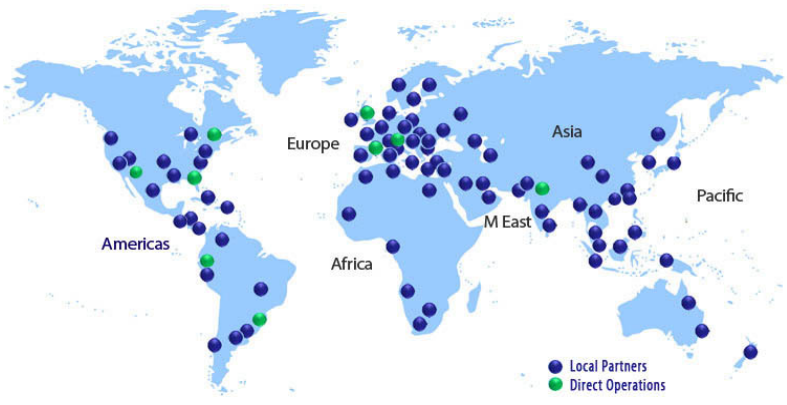 Europe
Asia
Pacific
M East
Americas
Africa
Local Partners
Direct Operations